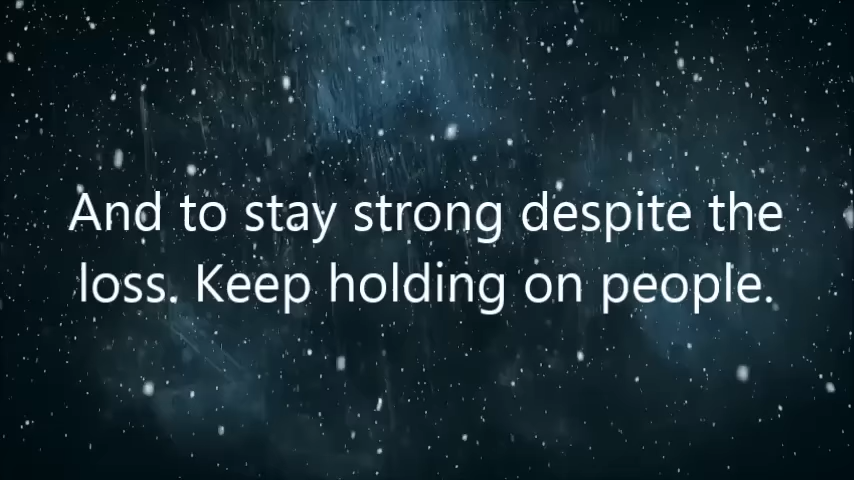 And to stay strong despite the
loss. Keep holding on people.